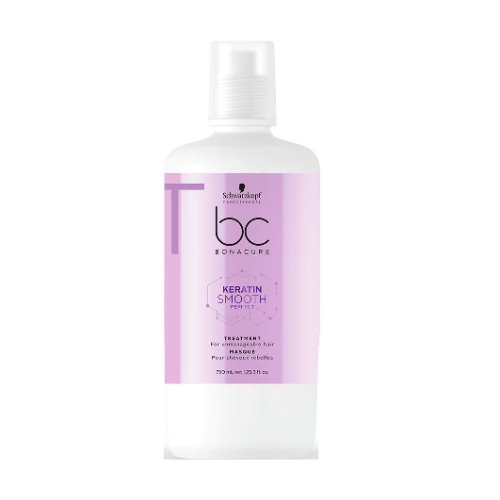 T
Schwarzkopf
PROFESSIONAL
bc
BONACURE
KERATIN
SMOOTH
PERFECT
TREATMENT
For unmanageable hair
MASQUE
Pour cheveux rebelles
750 mL net | 25.3 fl. oz.